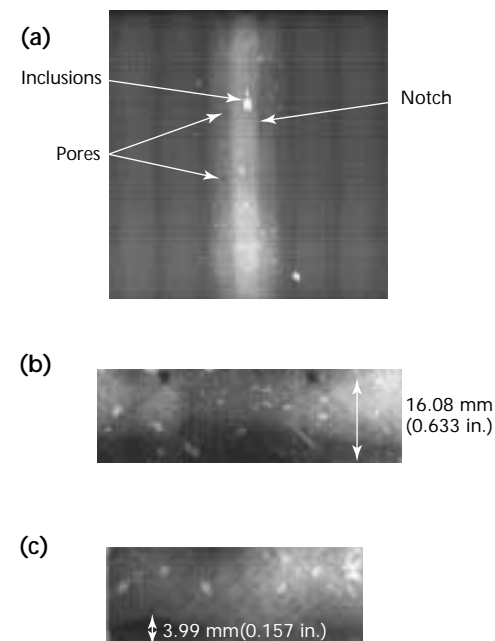 (a)
Inclusions
Notch
Pores
(b)
16.08 mm
(0.633 in.)
(c)
3.99 mm(0.157 in.)